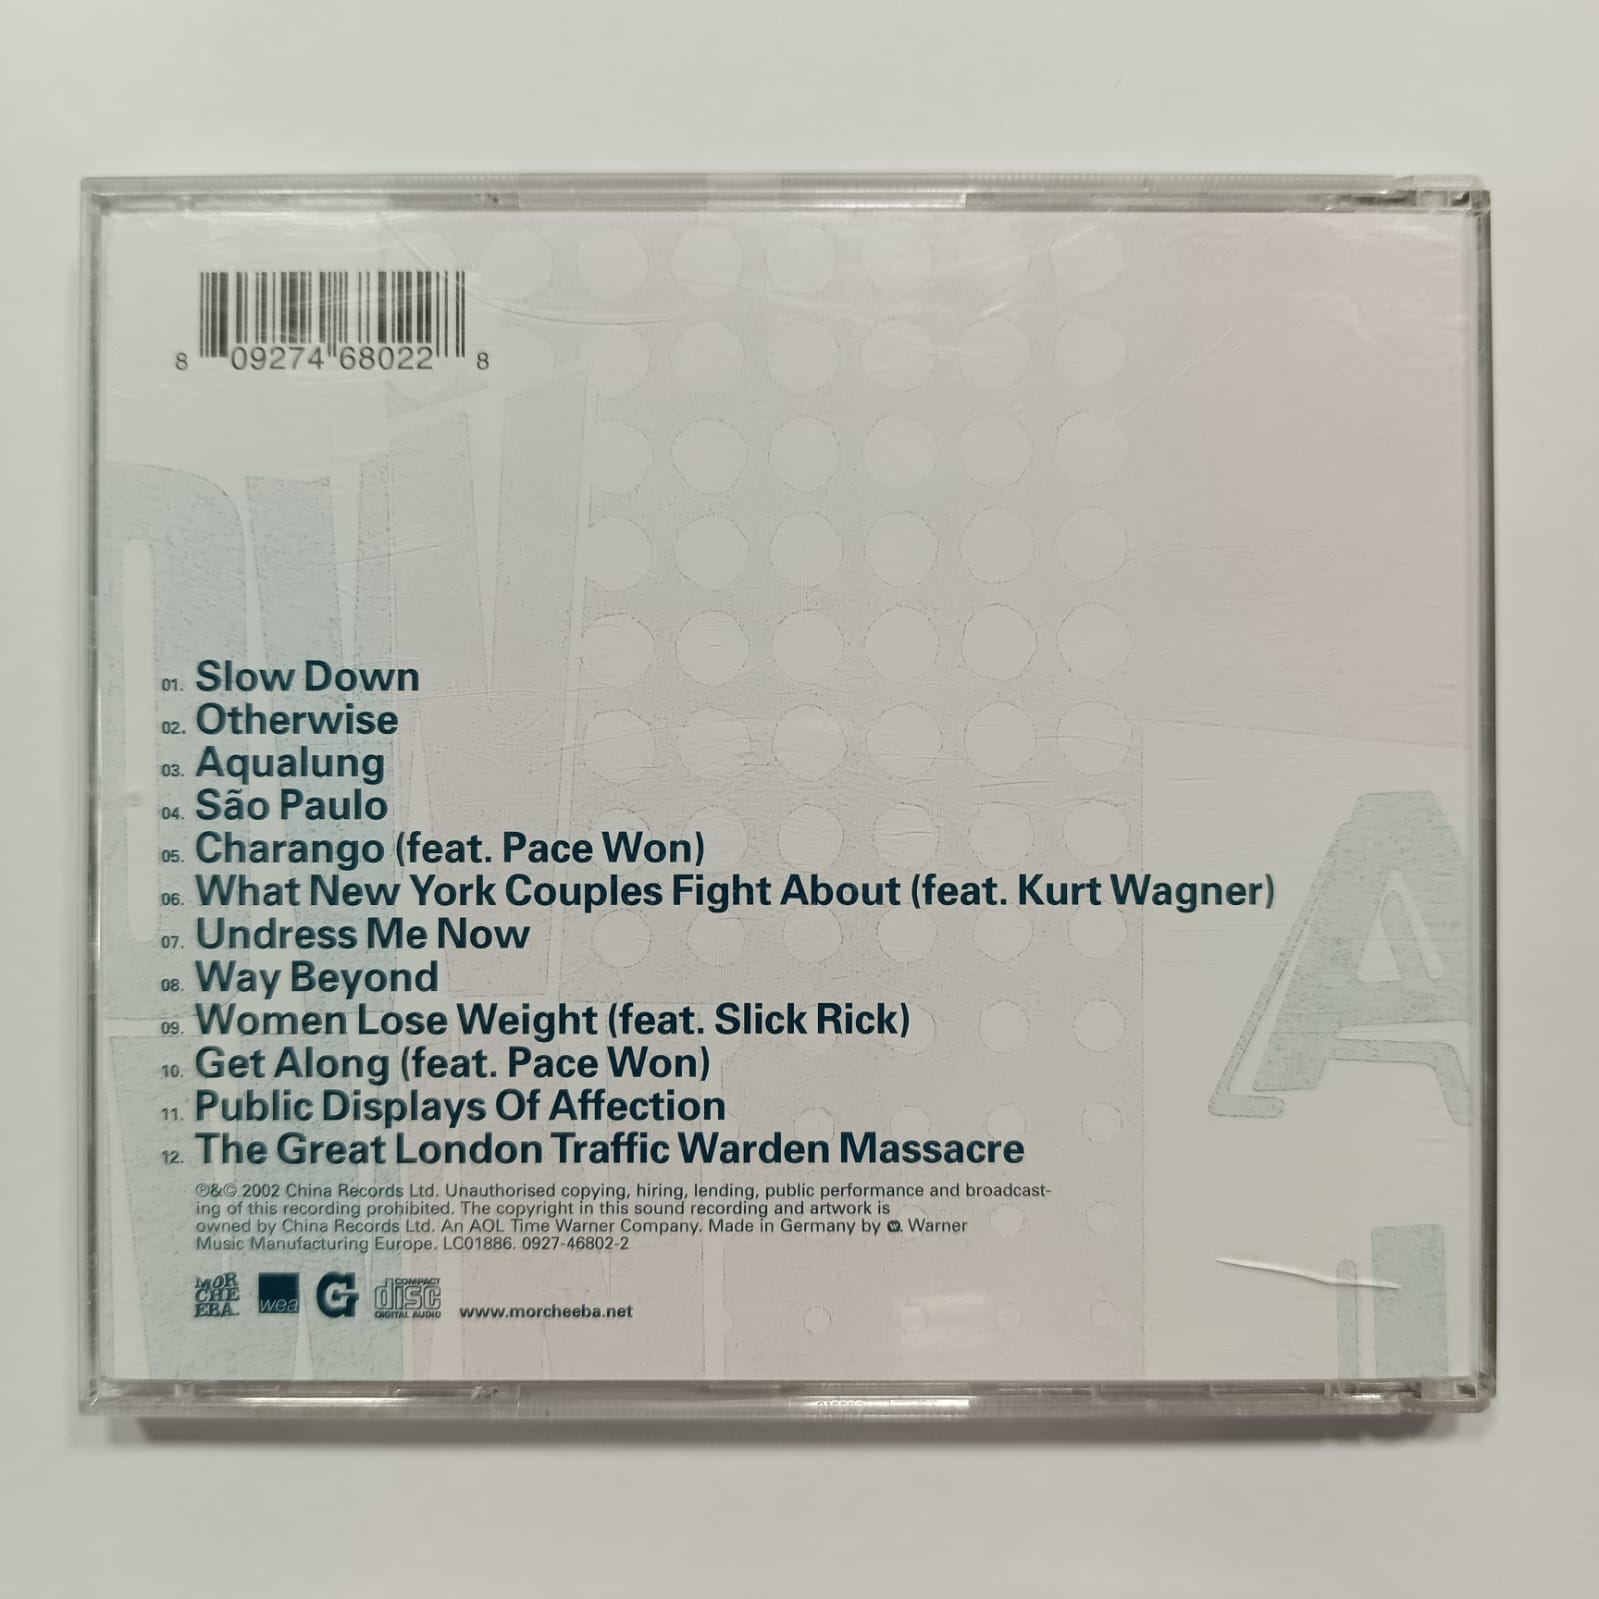 8 09274 68022 8
01. Slow Down
02. Otherwise
03. Aqualung
04. São Paulo
05. Charango (feat. Pace Won)
06. What New York Couples Fight About (feat. Kurt Wagner)
07. Undress Me Now
08. Way Beyond
09. Women Lose Weight (feat. Slick Rick)
10. Get Along (feat. Pace Won)
11. Public Displays Of Affection
12. The Great London Traffic Warden Massacre
℗&© 2002 China Records Ltd. Unauthorised copying, hiring, lending, public performance and broadcast-
ing of this recording prohibited. The copyright in this sound recording and artwork is
owned by China Records Ltd. An AOL Time Warner Company. Made in Germany by W. Warner
Music Manufacturing Europe. LC01886. 0927-46802-2
MOR
CHE
EBA.
wea
G
COMPACT
disc
DIGITAL AUDIO
www.morcheeba.net
A